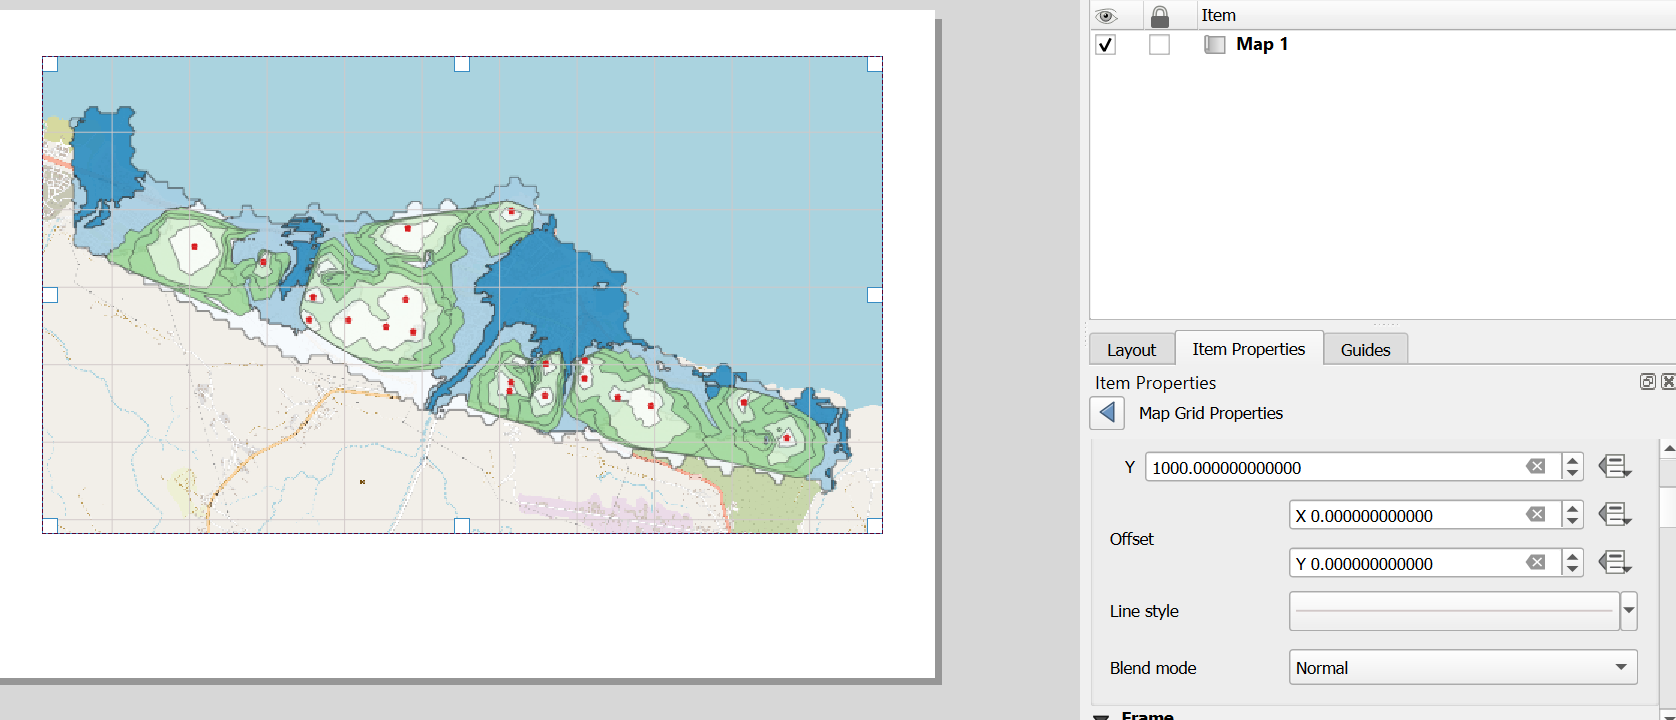 Item
Map 1
Layout
Item Properties
Guides
Item Properties
Map Grid Properties
Y 1000.000000000000
X 0.000000000000
Offset
Y 0.000000000000
Line style
Blend mode Normal
Frame